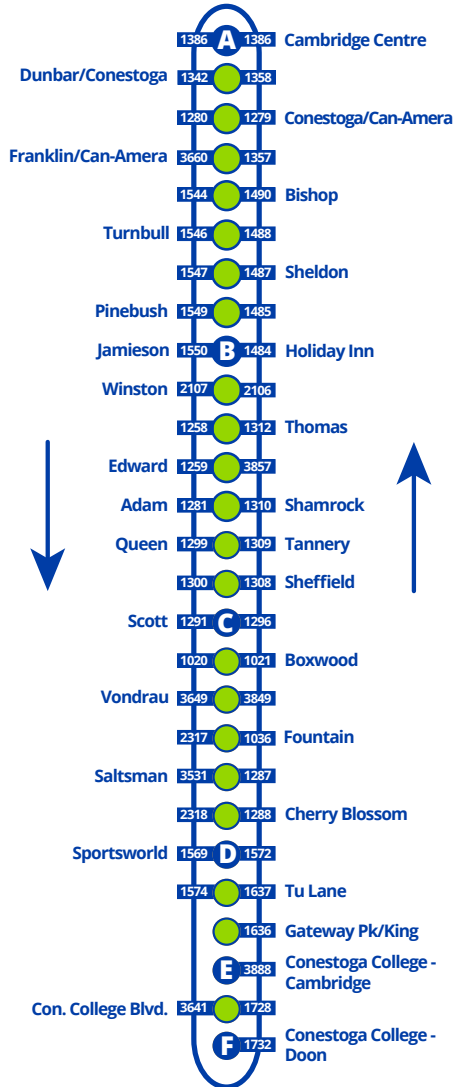 1386 A 1386 Cambridge Centre
Dunbar/Conestoga 1342 1358
1280 1279 Conestoga/Can-Amera
Franklin/Can-Amera 3660 1357
1544 1490 Bishop
Turnbull 1546 1488
1547 1487 Sheldon
Pinebush 1549 1485
Jamieson 1550 B 1484 Holiday Inn
Winston 2107 2106
1258 1312 Thomas
Edward 1259 3857
Adam 1281 1310 Shamrock
Queen 1299 1309 Tannery
1300 1308 Sheffield
Scott 1291 C 1296
1020 1021 Boxwood
Vondrau 3649 3849
2317 1036 Fountain
Saltsman 3531 1287
2318 1288 Cherry Blossom
Sportsworld 1569 D 1572
1574 1637 Tu Lane
1636 Gateway Pk/King
E 3888 Conestoga College -
Cambridge
Con. College Blvd. 3641 1728
F 1732 Conestoga College -
Doon